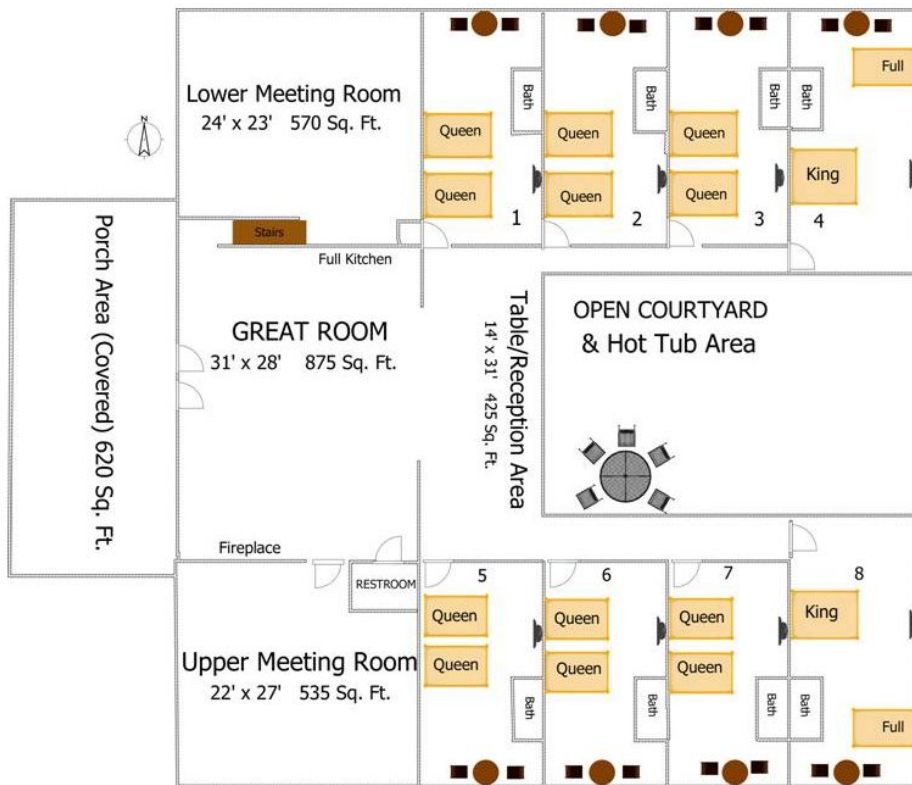 N
Lower Meeting Room
24' x 23' 570 Sq. Ft.
Bath
Bath
Bath
Bath
Full
Queen
Queen
Queen
King
Queen
Queen
Queen
1
2
3
4
Stairs
Full Kitchen
Porch Area (Covered) 620 Sq. Ft.
GREAT ROOM
31' x 28' 875 Sq. Ft.
Table/Reception Area
14' x 31' 425 Sq. Ft.
OPEN COURTYARD
& Hot Tub Area
Fireplace
RESTROOM
5
6
7
8
Queen
Queen
Queen
King
Upper Meeting Room
22' x 27' 535 Sq. Ft.
Queen
Queen
Queen
Bath
Bath
Bath
Bath
Full